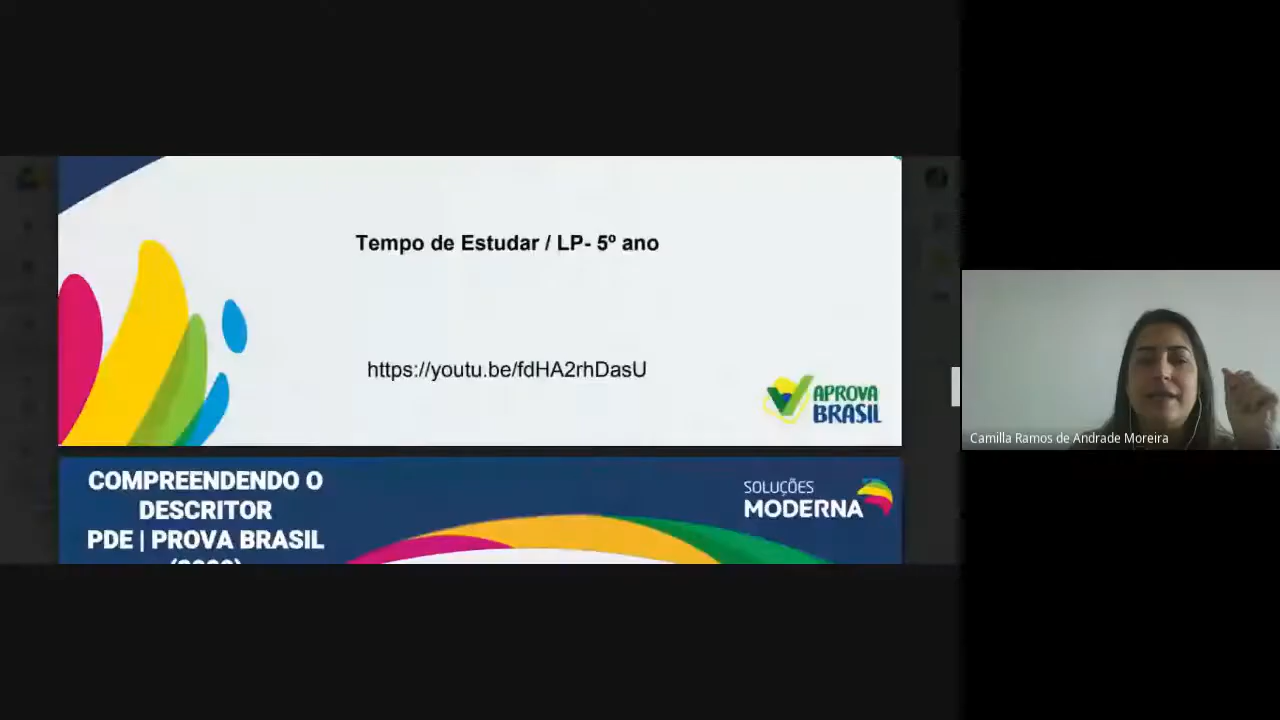 Tempo de Estudar / LP- 5º ano
https://youtu.be/fdHA2rhDasU
APROVA
BRASIL
COMPREENDENDO O
DESCRITOR
PDE | PROVA BRASIL
SOLUÇÕES
MODERNA
Camilla Ramos de Andrade Moreira